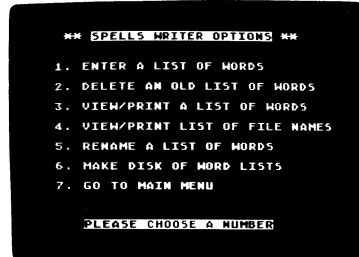 ** SPELLS WRITER OPTIONS **
1. ENTER A LIST OF WORDS
2. DELETE AN OLD LIST OF WORDS
3. VIEW/PRINT A LIST OF WORDS
4. VIEW/PRINT LIST OF FILE NAMES
5. RENAME A LIST OF WORDS
6. MAKE DISK OF WORD LISTS
7. GO TO MAIN MENU
PLEASE CHOOSE A NUMBER